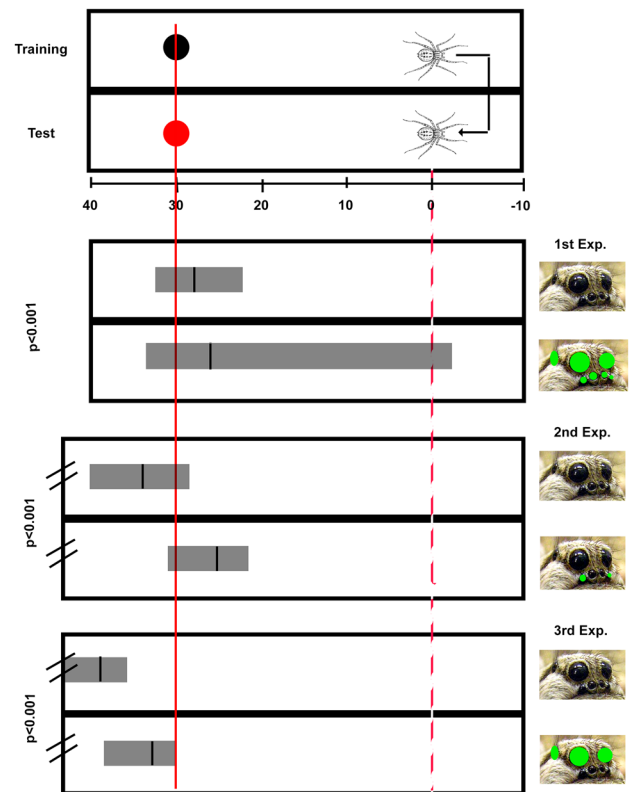 Training
Test
40 30 20 10 0 -10
1st Exp.
p<0.001
2nd Exp.
p<0.001
3rd Exp.
p<0.001